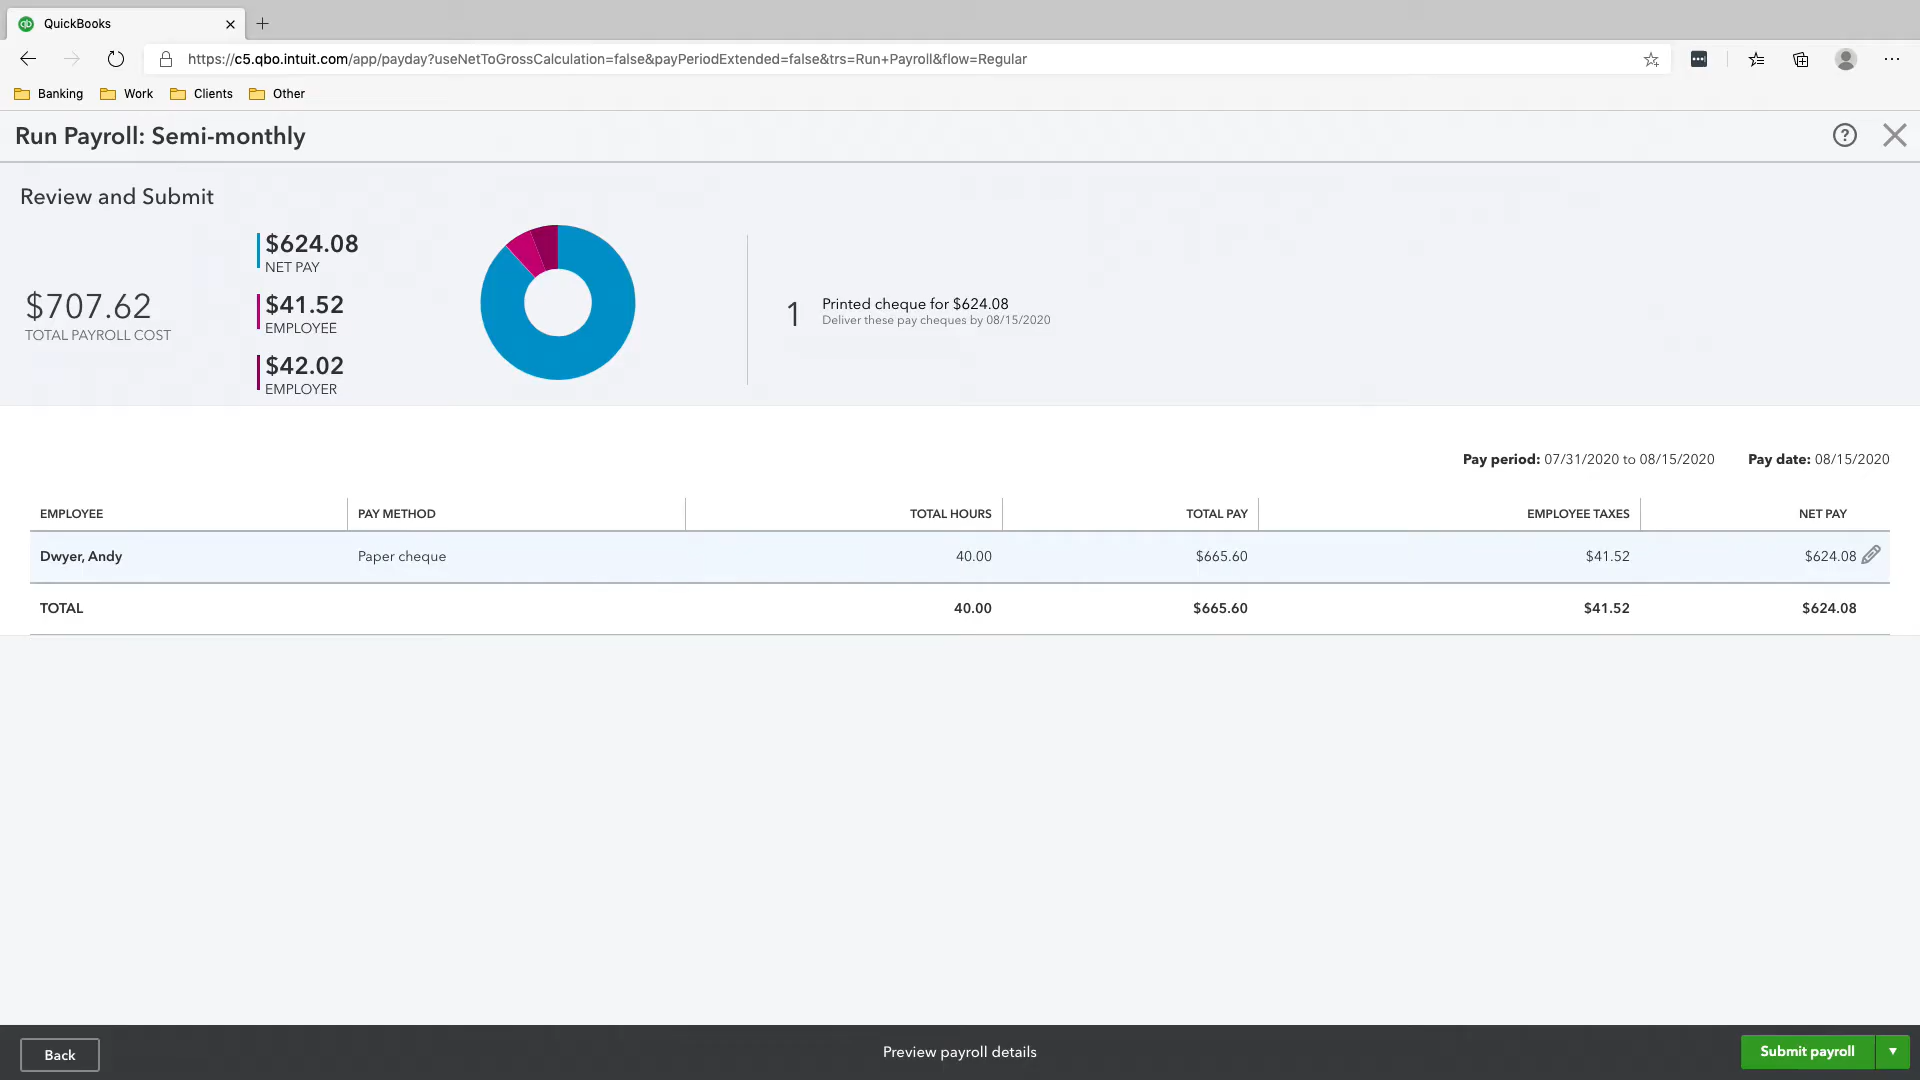 QuickBooks
https://c5.qbo.intuit.com/app/payday?useNetToGrossCalculation=false&payPeriodExtended=false&trs=Run+Payroll&flow=Regular
Banking Work Clients Other
Run Payroll: Semi-monthly
Review and Submit
$707.62
TOTAL PAYROLL COST
$624.08
NET PAY
$41.52
EMPLOYEE
$42.02
EMPLOYER
1
Printed cheque for $624.08
Deliver these pay cheques by 08/15/2020
Pay period: 07/31/2020 to 08/15/2020 Pay date: 08/15/2020
EMPLOYEE PAY METHOD TOTAL HOURS TOTAL PAY EMPLOYEE TAXES NET PAY
Dwyer, Andy Paper cheque 40.00 $665.60 $41.52 $624.08
TOTAL 40.00 $665.60 $41.52 $624.08
Back Preview payroll details Submit payroll